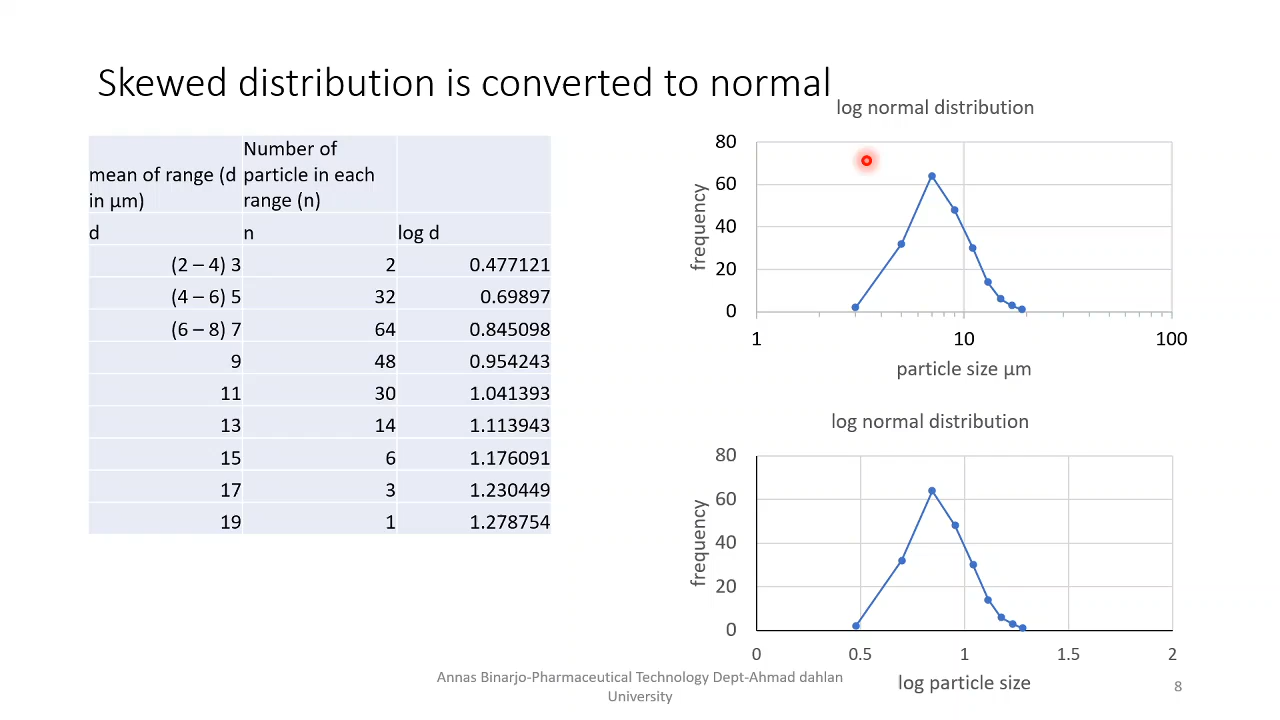 Skewed distribution is converted to normal
mean of range (d in µm) Number of particle in each range (n)
d n log d
(2 – 4) 3 2 0.477121
(4 – 6) 5 32 0.69897
(6 – 8) 7 64 0.845098
9 48 0.954243
11 30 1.041393
13 14 1.113943
15 6 1.176091
17 3 1.230449
19 1 1.278754
log normal distribution
80
60
40
20
0
frequency
1 10 100
particle size µm
log normal distribution
80
60
40
20
0
frequency
0 0.5 1 1.5 2
log particle size
Annas Binarjo-Pharmaceutical Technology Dept-Ahmad dahlan
University
8